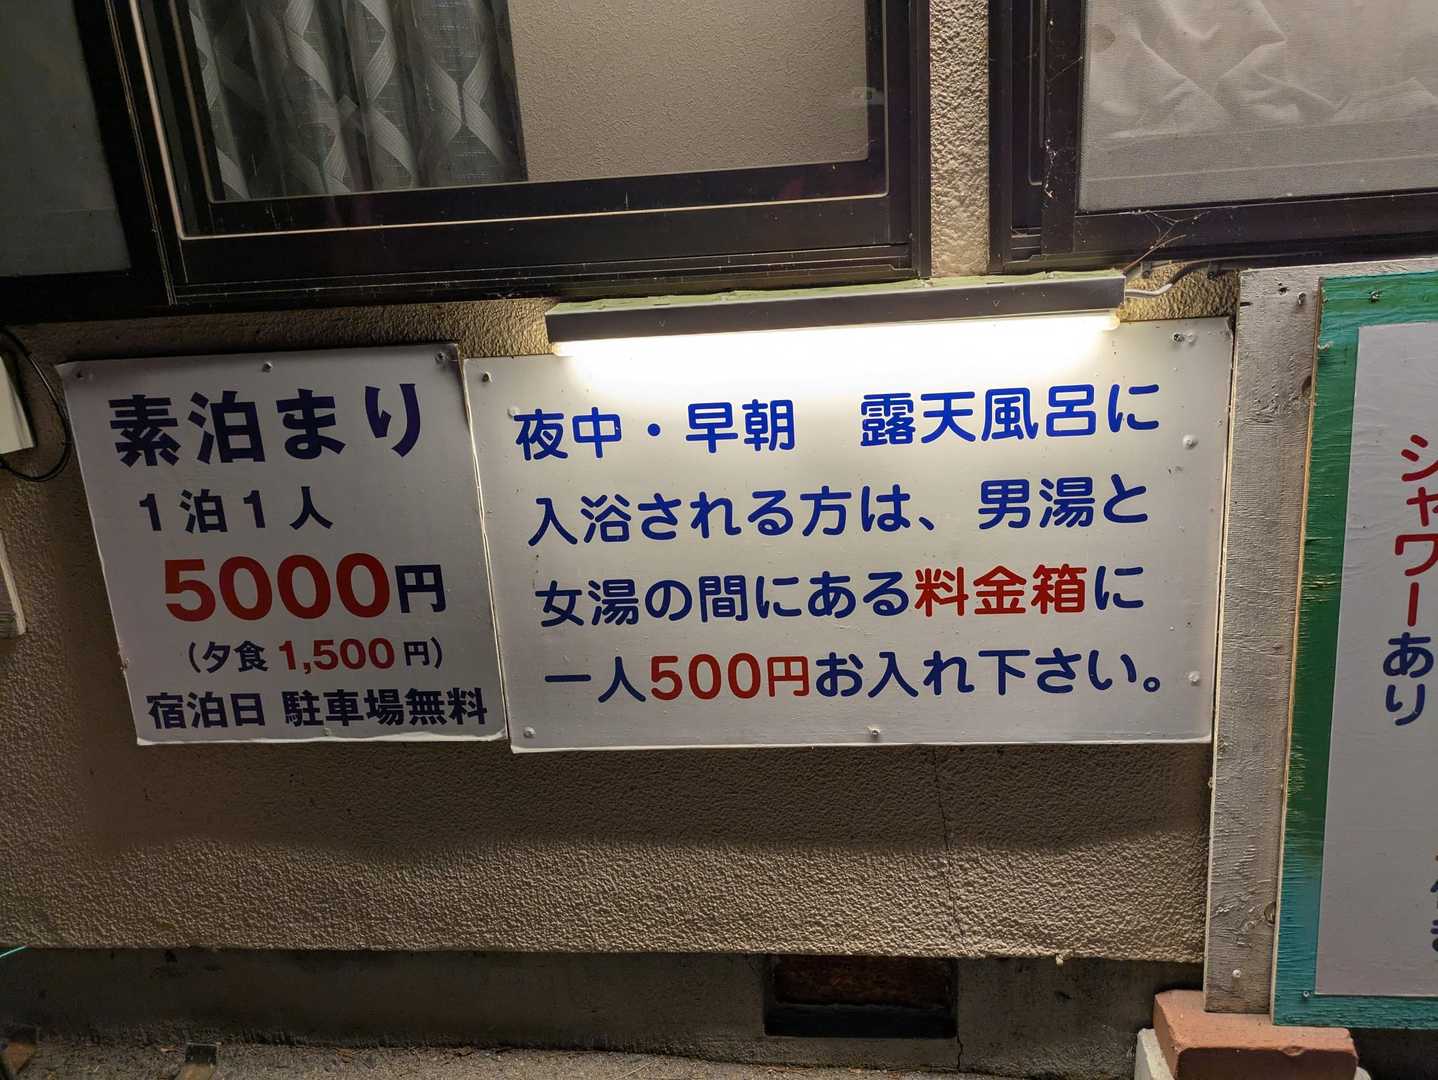 素泊まり
1泊1人
5000円
（夕食 1,500 円）
宿泊日 駐車場無料
夜中・早朝　露天風呂に
入浴される方は、男湯と
女湯の間にある料金箱に
一人500円お入れ下さい。
シャワーあり